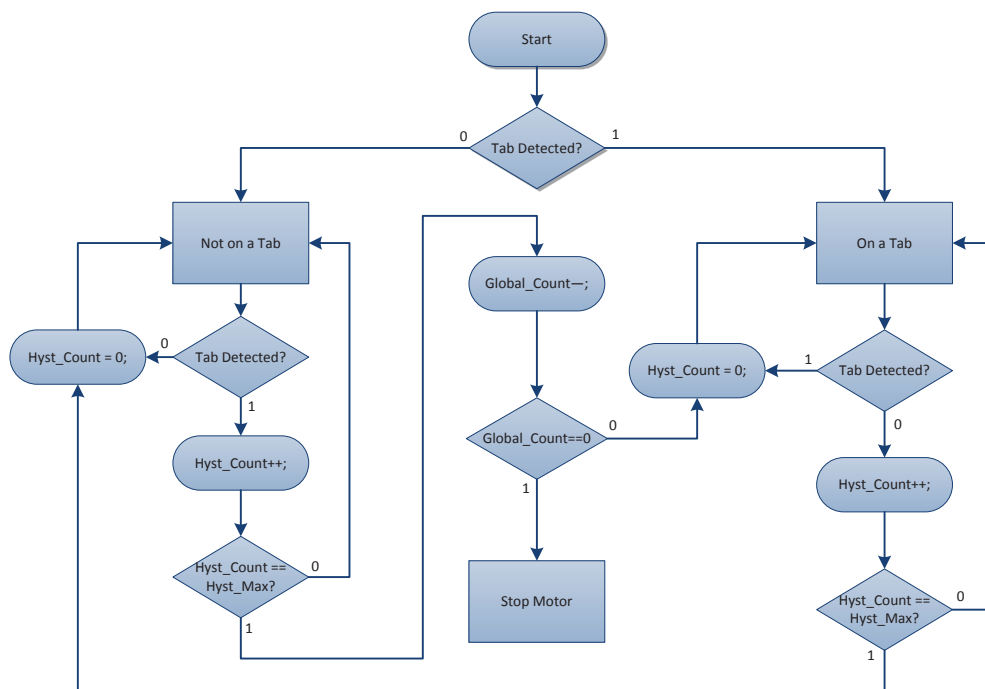 Start
Tab Detected?
0
1
Not on a Tab
On a Tab
Global_Count—;
Hyst_Count = 0;
0
Tab Detected?
1
Hyst_Count = 0;
1
Tab Detected?
0
Global_Count==0
0
1
Hyst_Count++;
Hyst_Count++;
Hyst_Count ==
Hyst_Max?
0
1
Stop Motor
Hyst_Count ==
Hyst_Max?
0
1